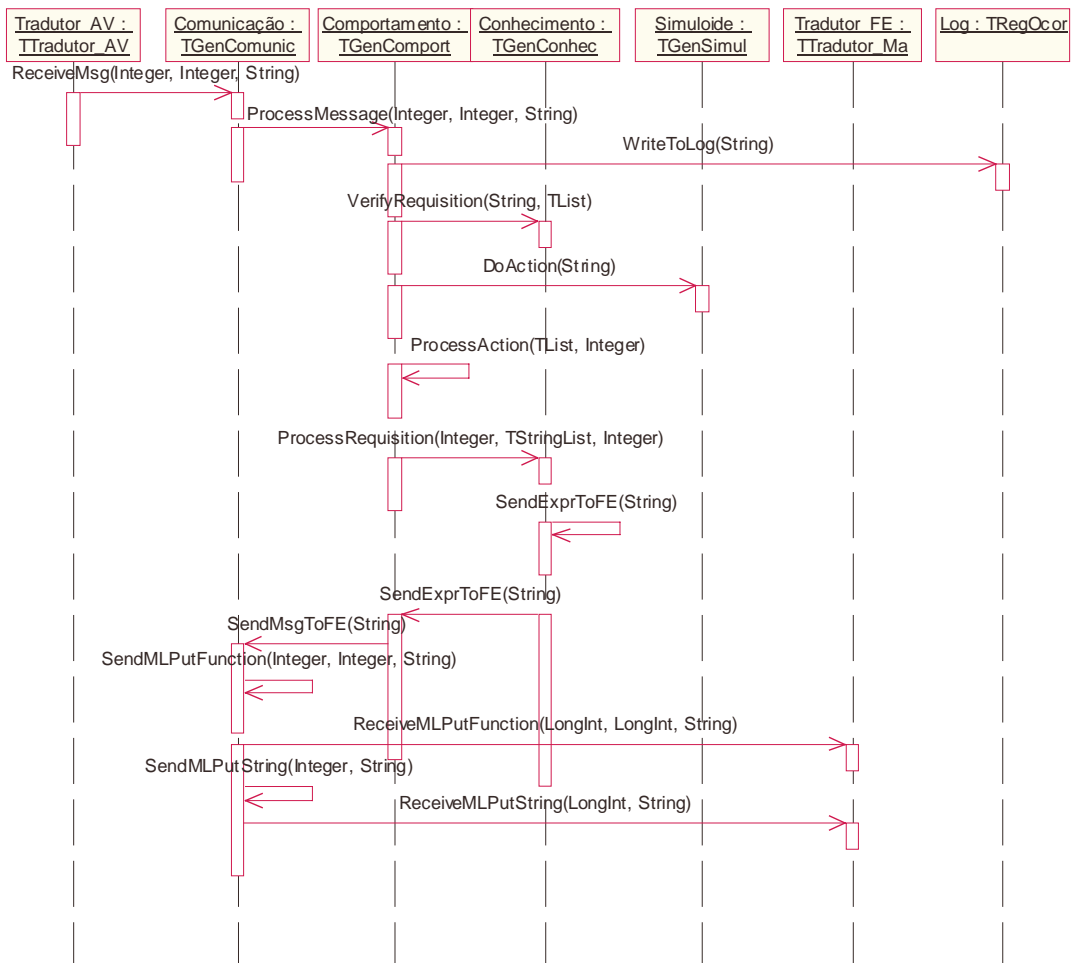 Tradutor_AV :
TTradutor_AV
Comunicação :
TGenComunic
Comportamento :
TGenComport
Conhecimento :
TGenConhec
Simuloide :
TGenSimul
Tradutor_FE :
TTradutor_Ma
Log : TRegOcor
ReceiveMsg(Integer, Integer, String)
ProcessMessage(Integer, Integer, String)
WriteToLog(String)
VerifyRequisition(String, TList)
DoAction(String)
ProcessAction(TList, Integer)
ProcessRequisition(Integer, TStringList, Integer)
SendExprToFE(String)
SendExprToFE(String)
SendMsgToFE(String)
SendMLPutFunction(Integer, Integer, String)
ReceiveMLPutFunction(LongInt, LongInt, String)
SendMLPutString(Integer, String)
ReceiveMLPutString(LongInt, String)